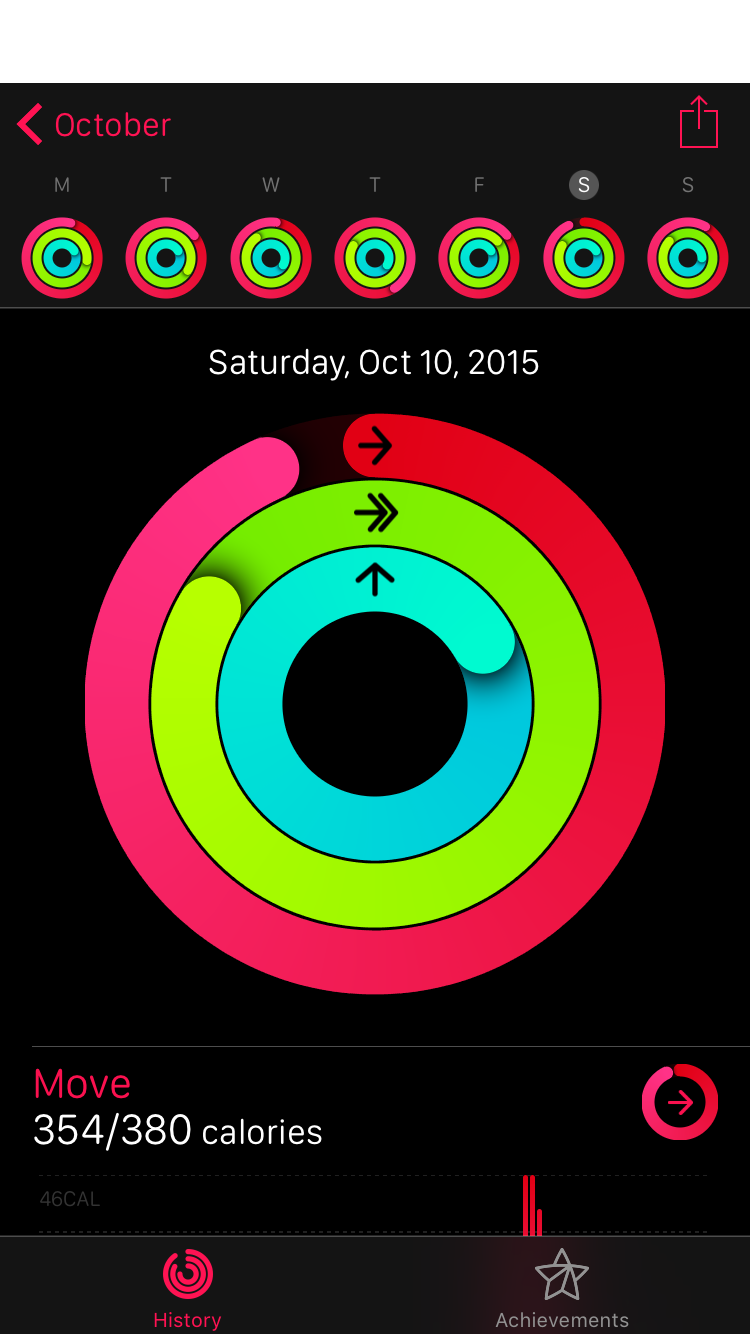 October
M T W T F S S
Saturday, Oct 10, 2015
Move
354/380 calories
46CAL
History Achievements